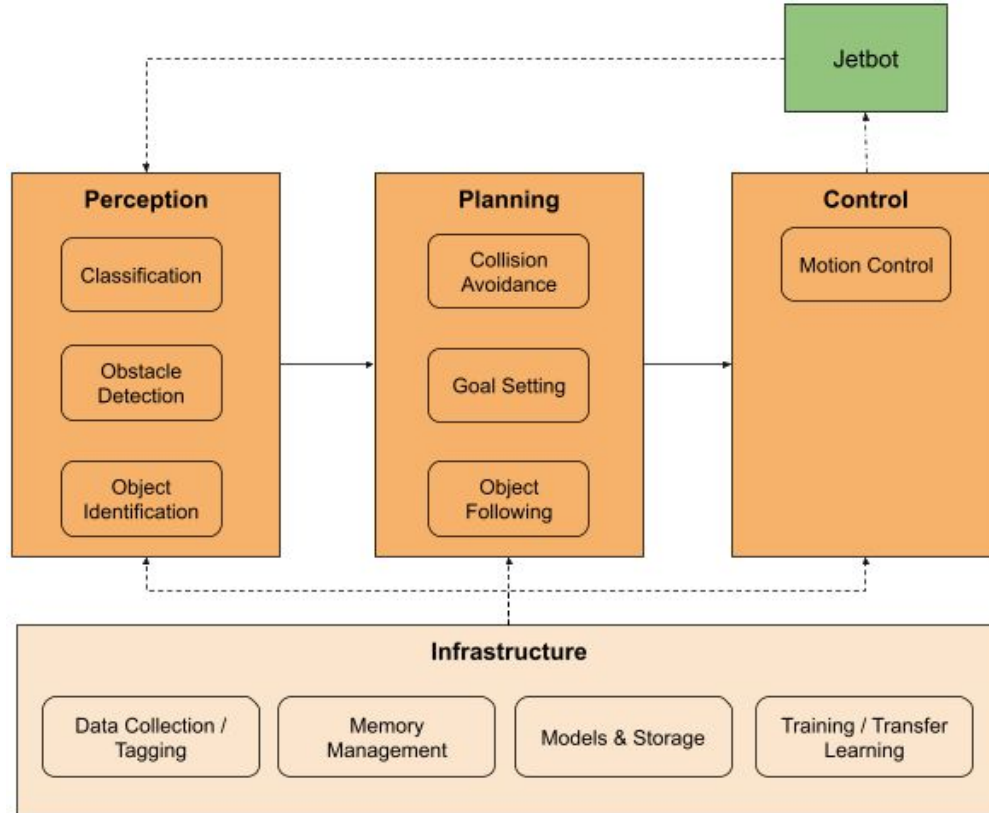 Jetbot
Perception
Classification
Obstacle
Detection
Object
Identification
Planning
Collision
Avoidance
Goal Setting
Object
Following
Control
Motion Control
Infrastructure
Data Collection /
Tagging
Memory
Management
Models & Storage
Training / Transfer
Learning